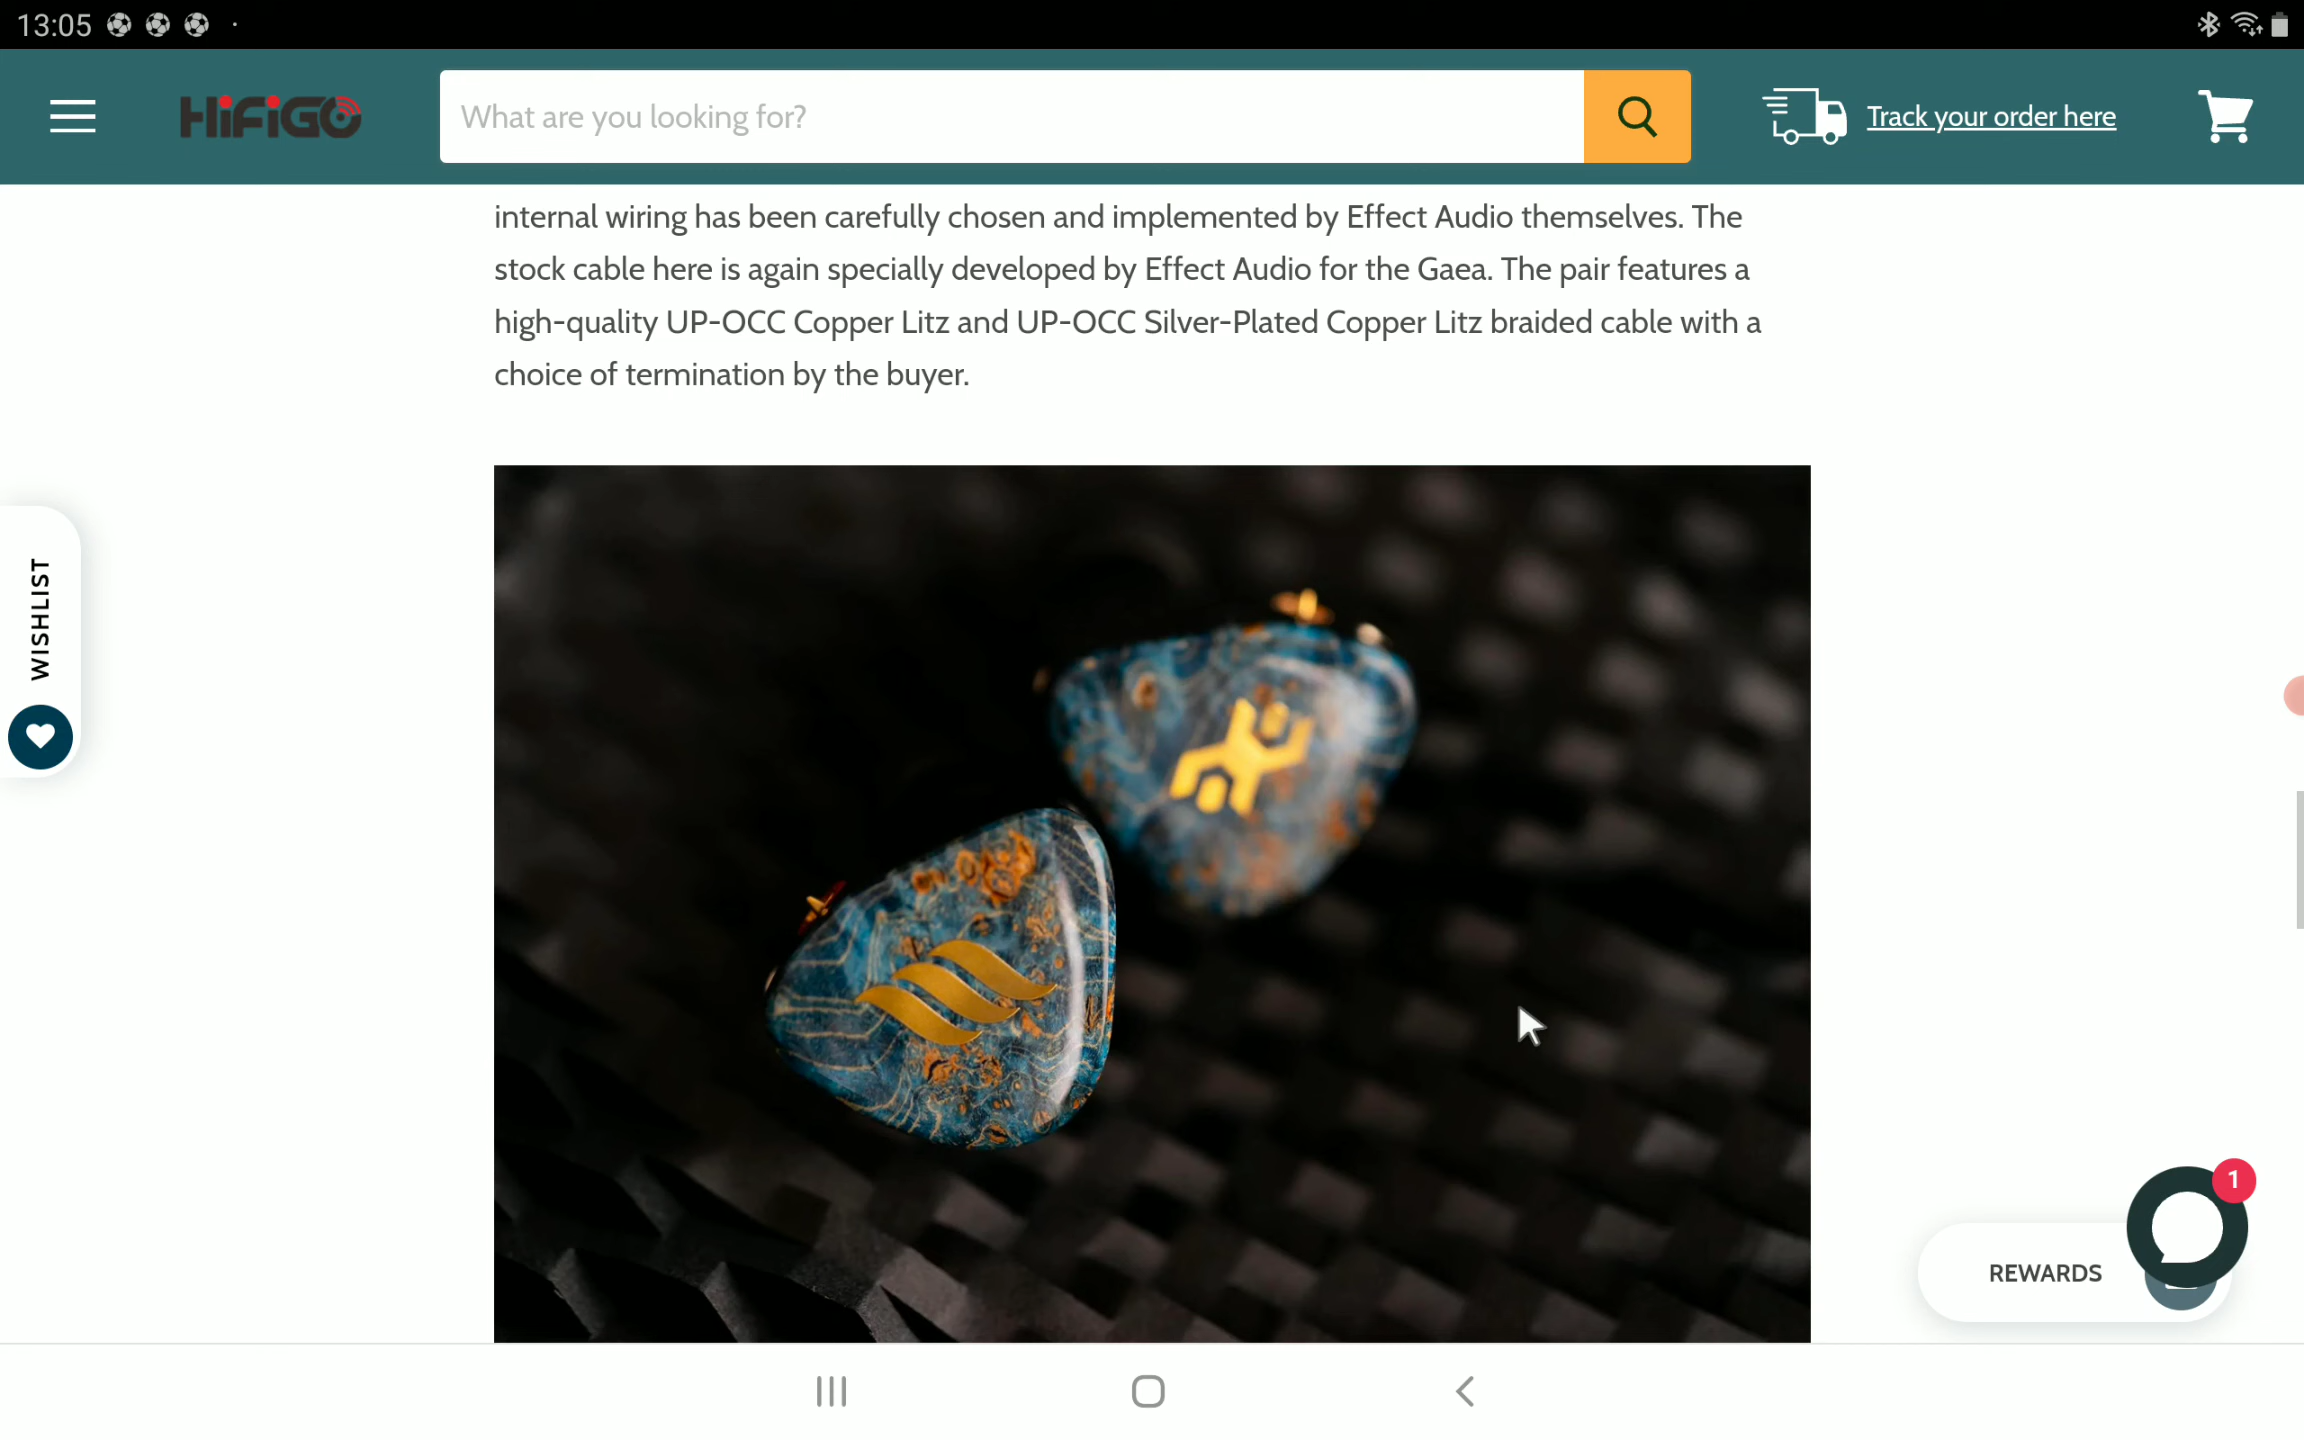 13:05
HiFiGO
What are you looking for?
Track your order here
internal wiring has been carefully chosen and implemented by Effect Audio themselves. The
stock cable here is again specially developed by Effect Audio for the Gaea. The pair features a
high-quality UP-OCC Copper Litz and UP-OCC Silver-Plated Copper Litz braided cable with a
choice of termination by the buyer.
WISHLIST
1
REWARDS